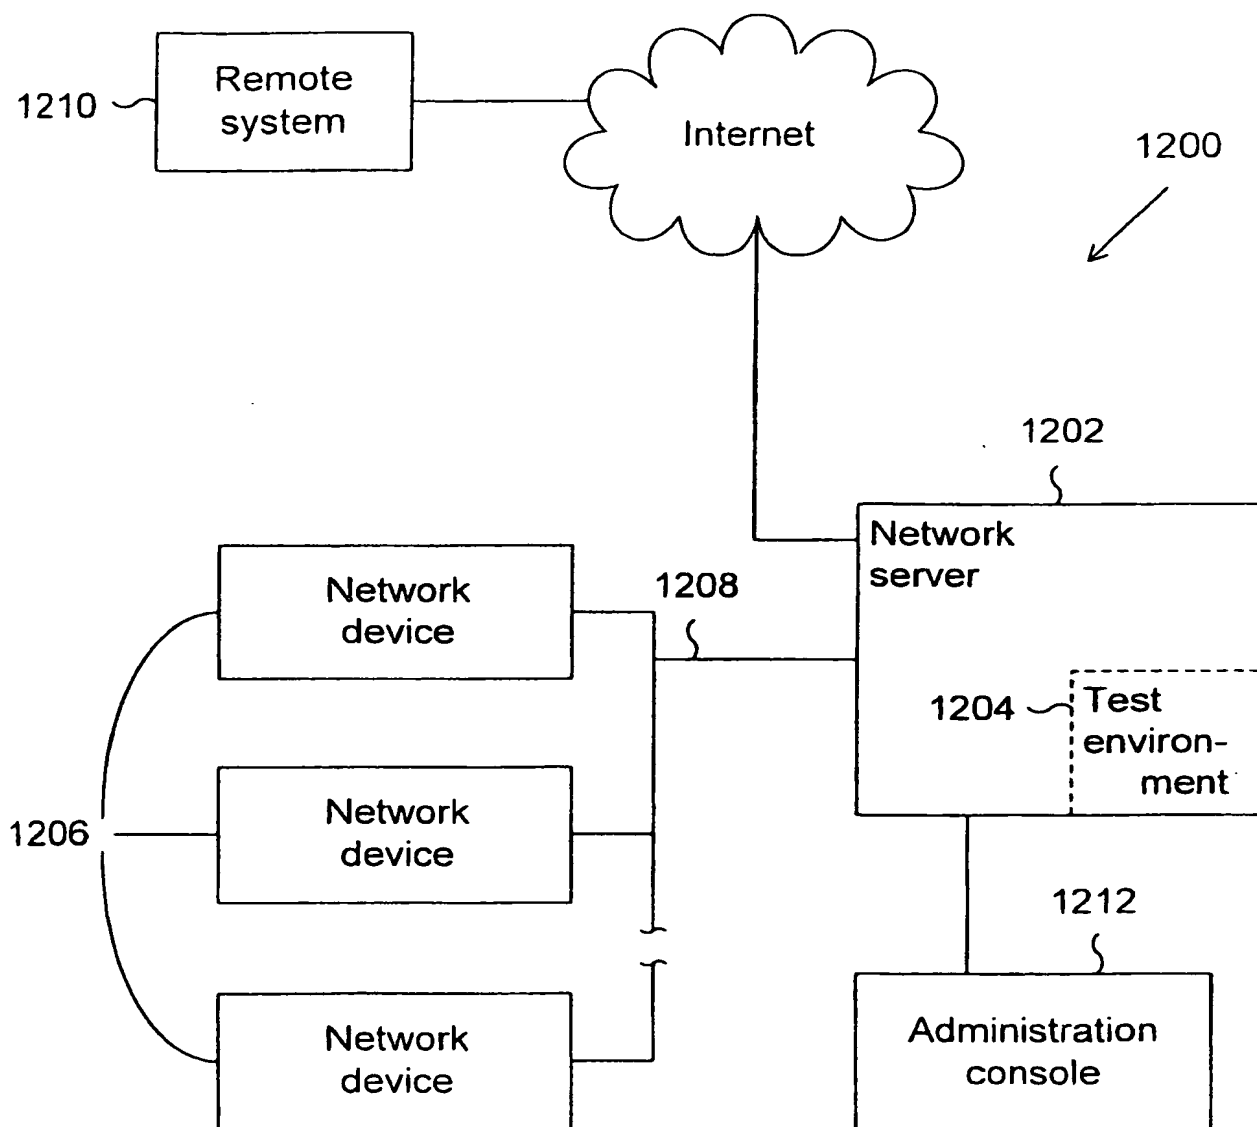 Remote
system
1210
Internet
1200
1202
Network
server
Network
device
1208
1204
Test
environ-
ment
Network
device
1206
1212
Network
device
Administration
console